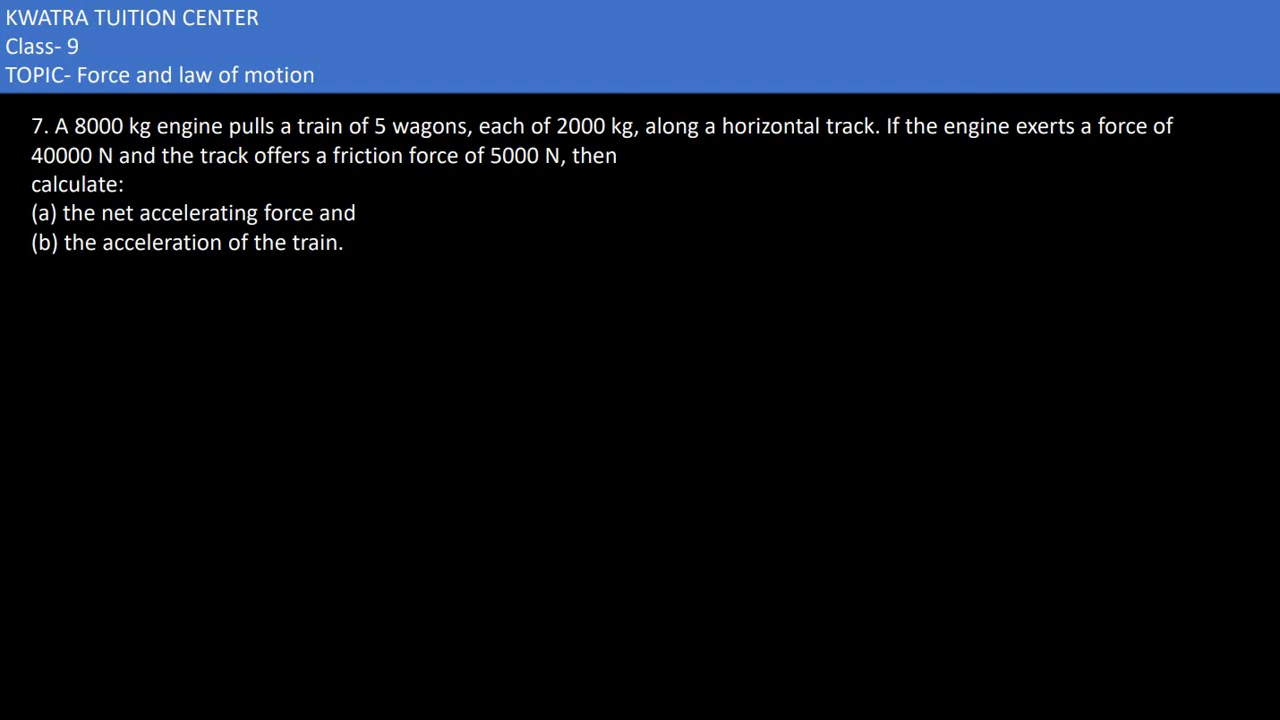 KWATRA TUITION CENTER
Class- 9
TOPIC- Force and law of motion
7. A 8000 kg engine pulls a train of 5 wagons, each of 2000 kg, along a horizontal track. If the engine exerts a force of
40000 N and the track offers a friction force of 5000 N, then
calculate:
(a) the net accelerating force and
(b) the acceleration of the train.